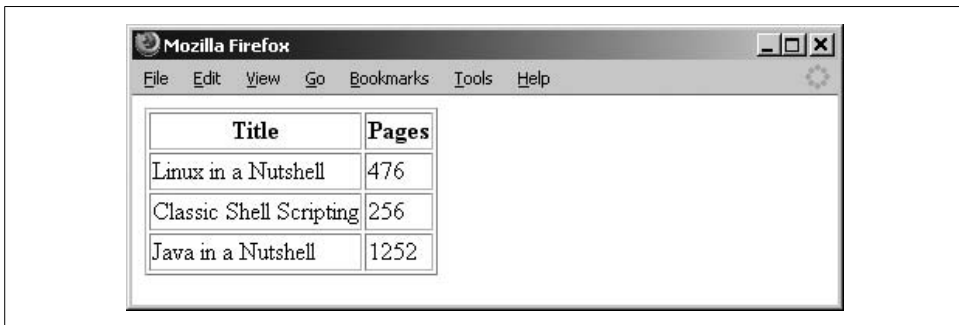 Mozilla Firefox
File Edit View Go Bookmarks Tools Help
Title Pages
Linux in a Nutshell 476
Classic Shell Scripting 256
Java in a Nutshell 1252